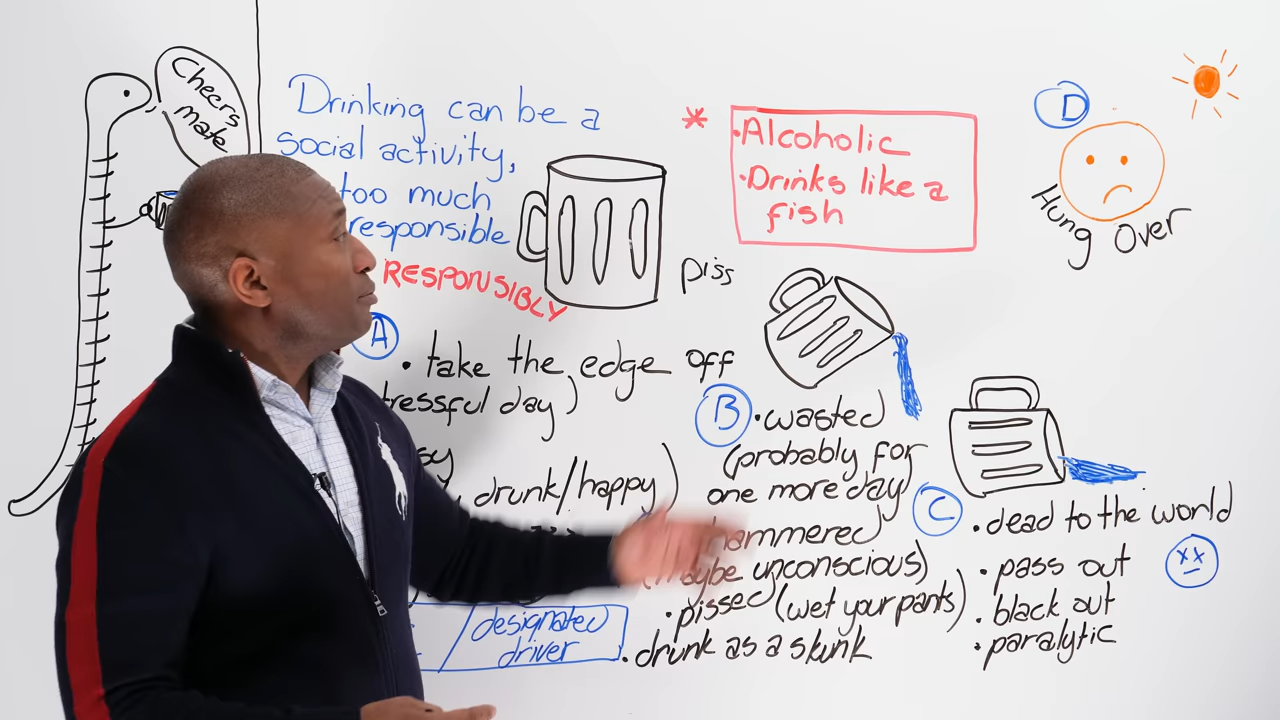 Cheers
mate
Drinking can be a
social activity,
too much
responsible
RESPONSIBLY
* 
• Alcoholic
• Drinks like a
fish
D
Hung Over
piss
A
• take the edge off
tressful day)
drunk/happy)
designated
driver
B
• wasted
(probably for
one more day)
hammered
(maybe unconscious)
• pissed (wet your pants)
• drunk as a skunk
C
• dead to the world
• pass out
• black out
• paralytic
xx